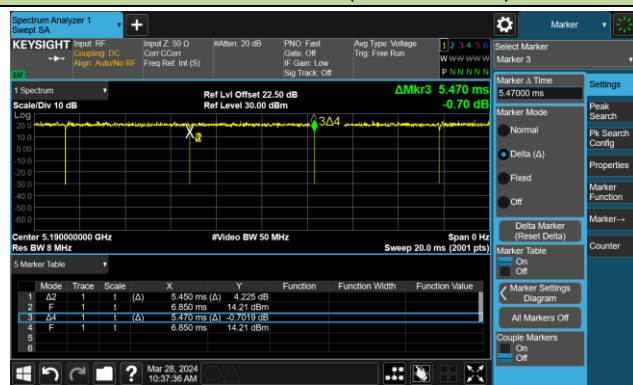 Spectrum Analyzer 1
Swept SA
KEYSIGHT
Input: RF
Coupling: DC
Align: Auto/No RF
Input Z: 50 Ω
Corr CCorr
Freq Ref: Int (S)
#Atten: 20 dB
PNO: Fast
Gate: Off
IF Gain: Low
Sig Track: Off
Avg Type: Voltage
Trig: Free Run
1 2 3 4 5 6
W W W W W W
P N N N N N
LXI
1 Spectrum
Scale/Div 10 dB
Ref Lvl Offset 22.50 dB
Ref Level 30.00 dBm
ΔMkr3 5.470 ms
-0.70 dB
Log
20.0
10.0
0.00
-10.0
-20.0
-30.0
-40.0
-50.0
-60.0
3Δ4
Center 5.190000000 GHz
Res BW 8 MHz
#Video BW 50 MHz
Span 0 Hz
Sweep 20.0 ms (2001 pts)
5 Marker Table
Mode Trace Scale X Y Function Function Width Function Value
1 Δ2 1 t (Δ) 5.450 ms (Δ) 4.225 dB
2 F 1 t 6.850 ms 14.21 dBm
3 Δ4 1 t (Δ) 5.470 ms (Δ) -0.7019 dB
4 F 1 t 6.850 ms 14.21 dBm
5
6
Mar 28, 2024
10:37:36 AM
Marker
Select Marker
Marker 3
Marker Δ Time
5.47000 ms
Marker Mode
Normal
Delta (Δ)
Fixed
Off
Delta Marker
(Reset Delta)
Marker Table
On
Off
Marker Settings
Diagram
All Markers Off
Couple Markers
On
Off
Settings
Peak
Search
Pk Search
Config
Properties
Marker
Function
Marker→
Counter